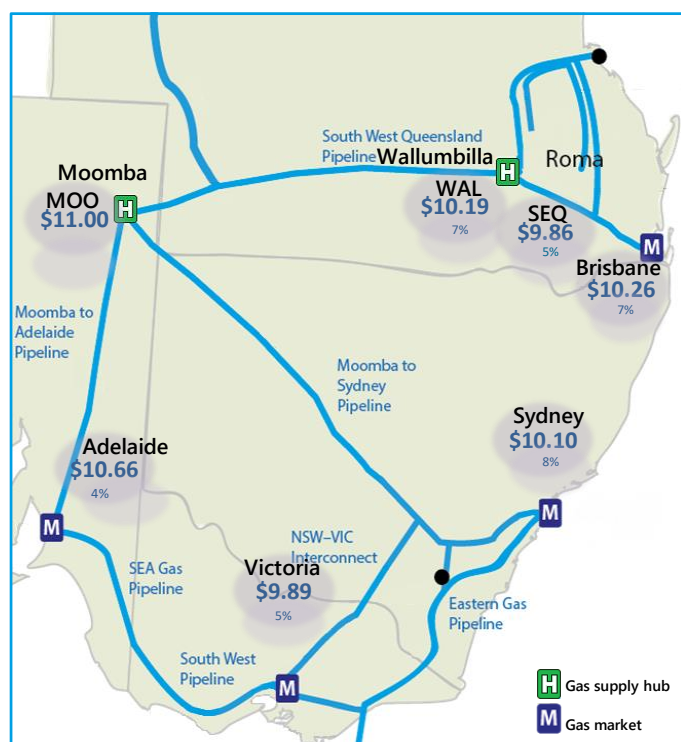 South West Queensland
Pipeline
Wallumbilla
Roma
Moomba
MOO
$11.00
WAL
$10.19
7%
SEQ
$9.86
5%
Brisbane
$10.26
7%
Moomba to
Adelaide
Pipeline
Moomba to
Sydney
Pipeline
Sydney
$10.10
8%
Adelaide
$10.66
4%
NSW–VIC
Interconnect
SEA Gas
Pipeline
Victoria
$9.89
5%
Eastern Gas
Pipeline
South West
Pipeline
H
H
M
M
M
M
H Gas supply hub
M Gas market